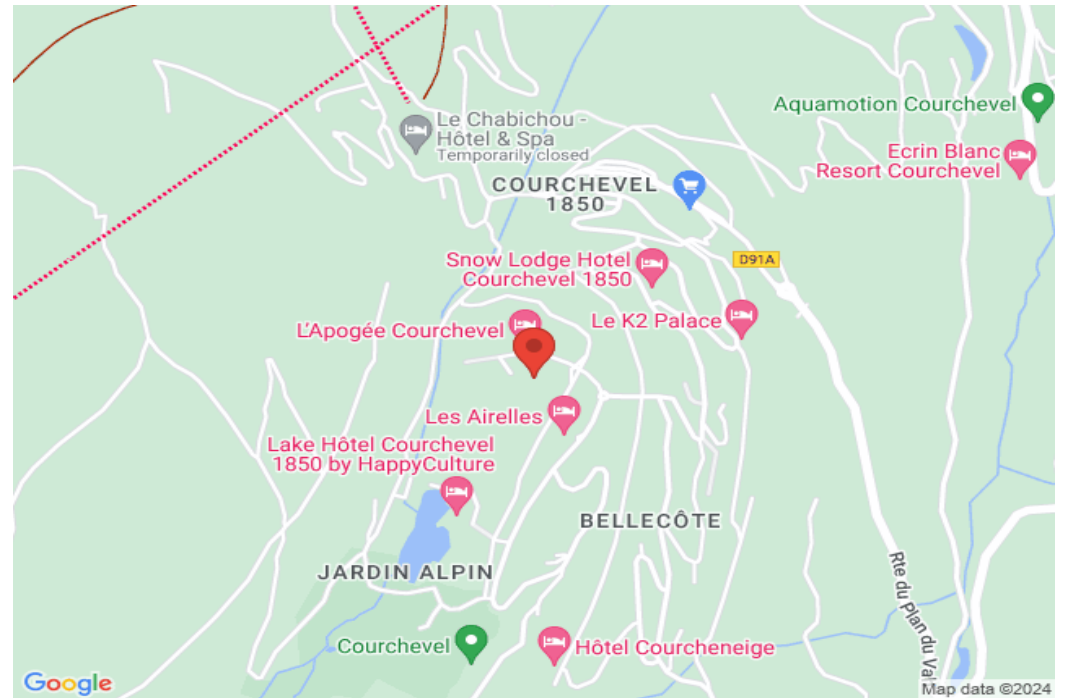 Aquamotion Courchevel
Le Chabichou -
Hôtel & Spa
Temporarily closed
Ecrin Blanc
Resort Courchevel
COURCHEVEL
1850
Snow Lodge Hotel
Courchevel 1850
D91A
L'Apogée Courchevel
Le K2 Palace
Les Airelles
Lake Hôtel Courchevel
1850 by HappyCulture
BELLECÔTE
JARDIN ALPIN
Rte du Plan du Val
Courchevel
Hôtel Courcheneige
Google
Map data ©2024